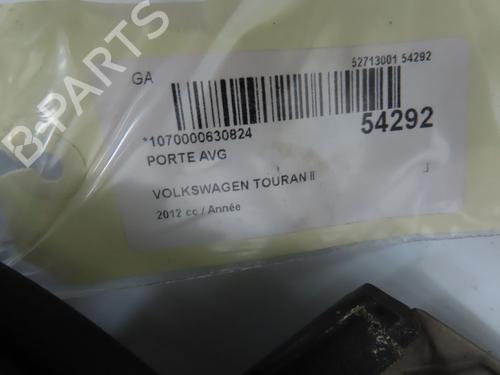 GA
52713001 54292
*1070000630824
54292
PORTE AVG
VOLKSWAGEN TOURAN II
2012 cc / Année
B-PARTS